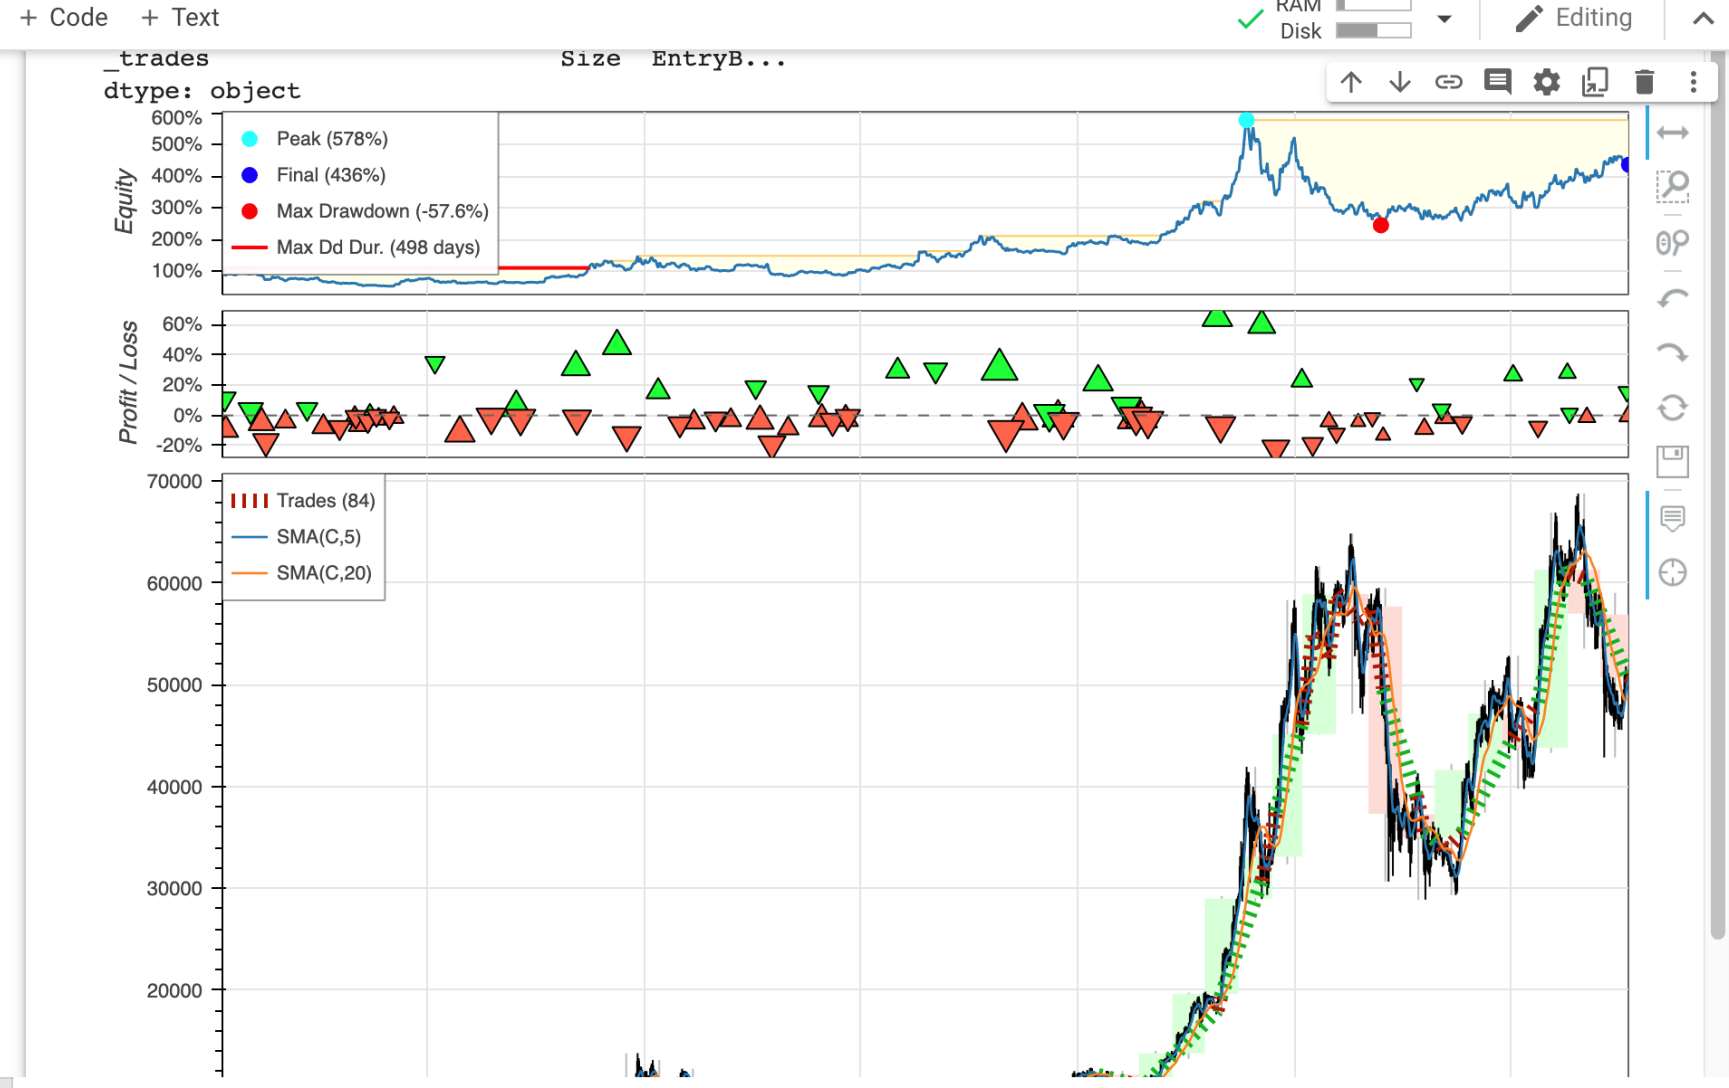 + Code + Text
RAM
Disk
Editing
_trades Size EntryB...
dtype: object
600%
500%
400%
300%
200%
100%
Equity
Peak (578%)
Final (436%)
Max Drawdown (-57.6%)
Max Dd Dur. (498 days)
60%
40%
20%
0%
-20%
Profit / Loss
70000
60000
50000
40000
30000
20000
Trades (84)
SMA(C,5)
SMA(C,20)